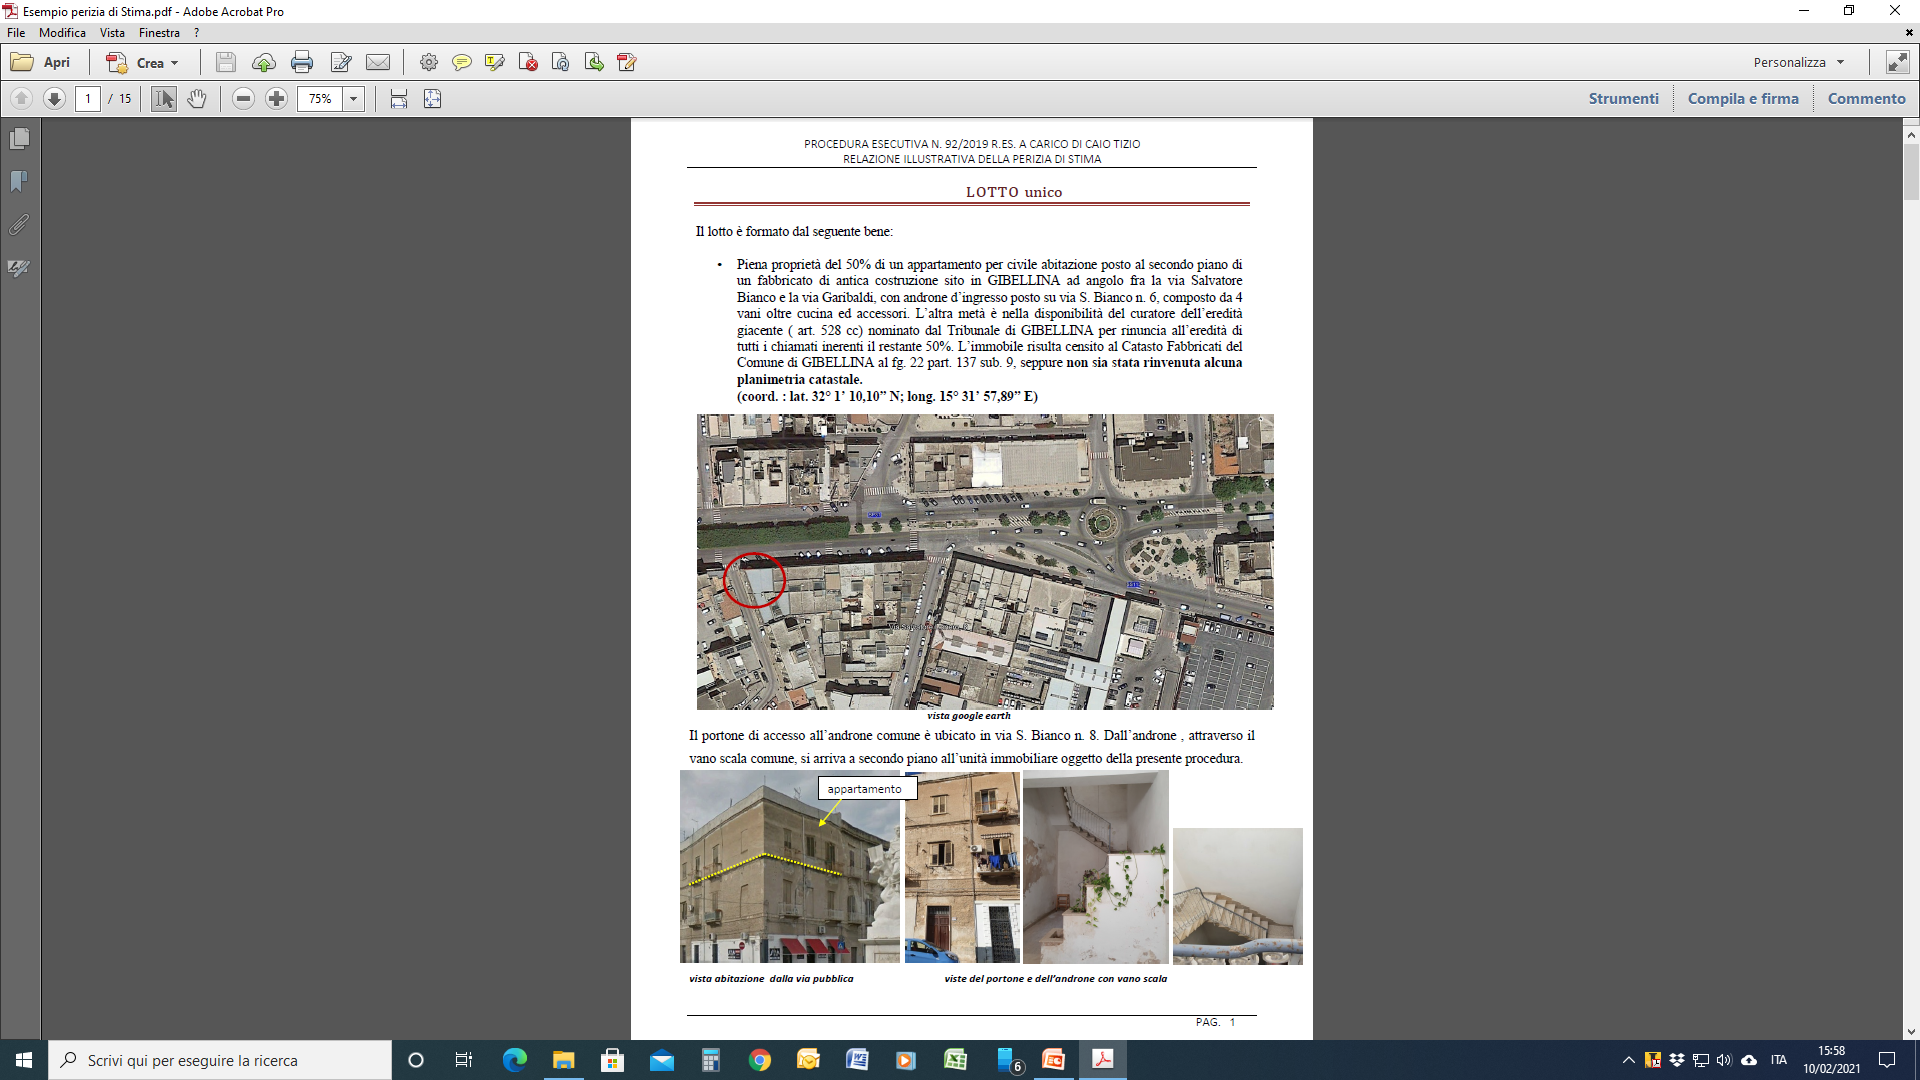 Esempio perizia di Stima.pdf - Adobe Acrobat Pro
File Modifica Vista Finestra ?
Apri Crea Personalizza
1 / 15 75% Strumenti Compila e firma Commento
PROCEDURA ESECUTIVA N. 92/2019 R.ES. A CARICO DI CAIO TIZIO
RELAZIONE ILLUSTRATIVA DELLA PERIZIA DI STIMA
LOTTO unico
Il lotto è formato dal seguente bene:
• Piena proprietà del 50% di un appartamento per civile abitazione posto al secondo piano di
un fabbricato di antica costruzione sito in GIBELLINA ad angolo fra la via Salvatore
Bianco e la via Garibaldi, con androne d’ingresso posto su via S. Bianco n. 6, composto da 4
vani oltre cucina ed accessori. L’altra metà è nella disponibilità del curatore dell’eredità
giacente ( art. 528 cc) nominato dal Tribunale di GIBELLINA per rinuncia all’eredità di
tutti i chiamati inerenti il restante 50%. L’immobile risulta censito al Catasto Fabbricati del
Comune di GIBELLINA al fg. 22 part. 137 sub. 9, seppure non sia stata rinvenuta alcuna
planimetria catastale.
(coord. : lat. 32° 1’ 10,10” N; long. 15° 31’ 57,89” E)
vista google earth
Il portone di accesso all’androne comune è ubicato in via S. Bianco n. 8. Dall’androne , attraverso il
vano scala comune, si arriva a secondo piano all’unità immobiliare oggetto della presente procedura.
appartamento
vista abitazione dalla via pubblica
viste del portone e dell’androne con vano scala
PAG. 1
Scrivi qui per eseguire la ricerca
6
ITA
15:58
10/02/2021